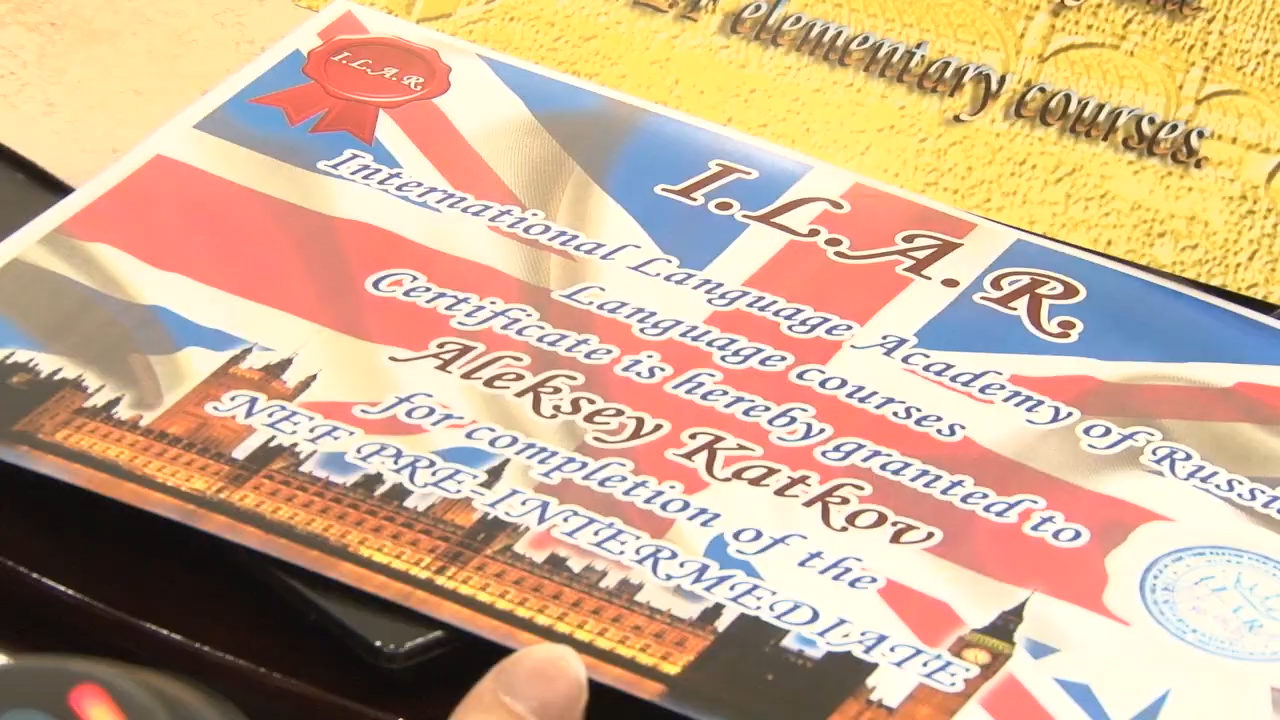 elementary courses.
I.L.A.R.
I.L.A.R.
International Language Academy of Russi
Language courses
Certificate is hereby granted to
Aleksey Katkov
for completion of the
NEF PRE-INTERMEDIATE